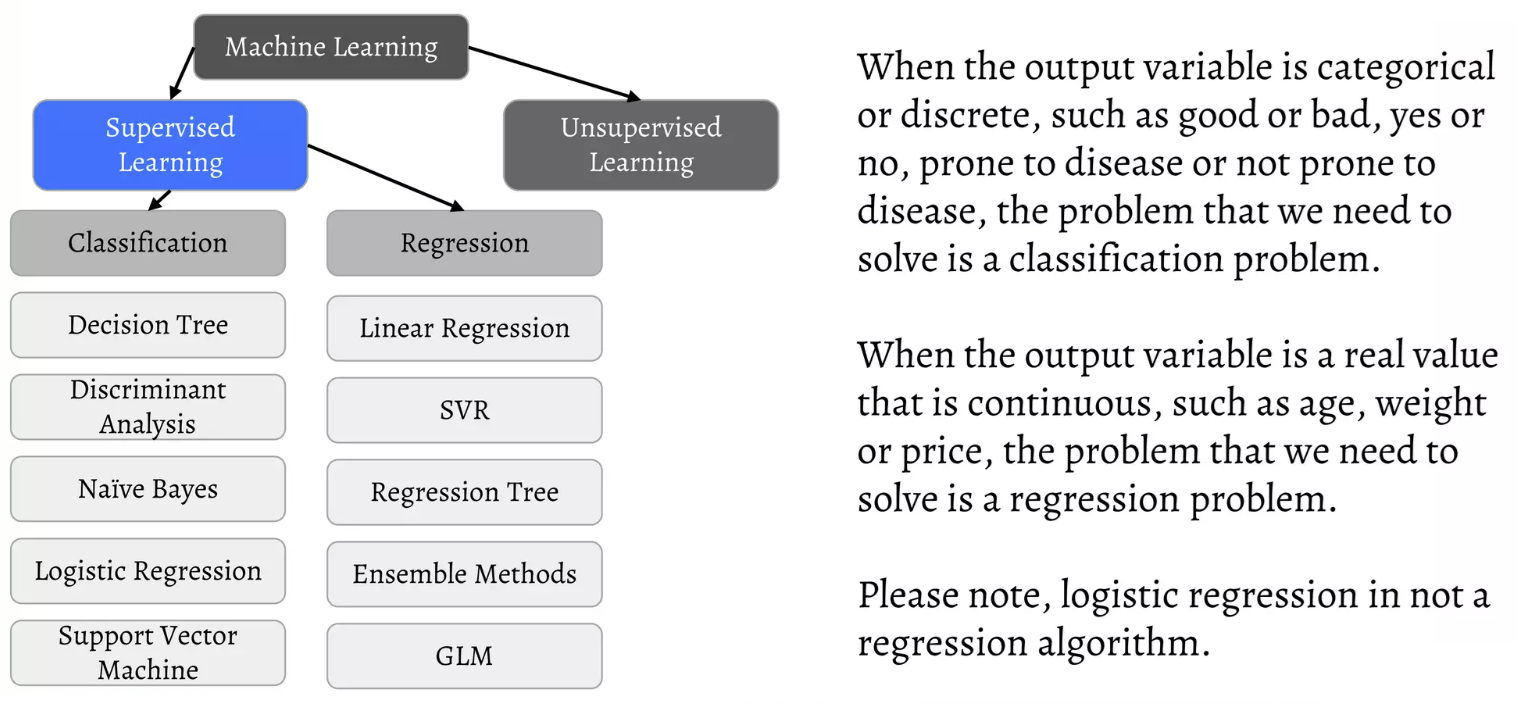 Machine Learning
Supervised
Learning
Unsupervised
Learning
Classification
Regression
Decision Tree
Linear Regression
Discriminant
Analysis
SVR
Naïve Bayes
Regression Tree
Logistic Regression
Ensemble Methods
Support Vector
Machine
GLM
When the output variable is categorical
or discrete, such as good or bad, yes or
no, prone to disease or not prone to
disease, the problem that we need to
solve is a classification problem.
When the output variable is a real value
that is continuous, such as age, weight
or price, the problem that we need to
solve is a regression problem.
Please note, logistic regression in not a
regression algorithm.